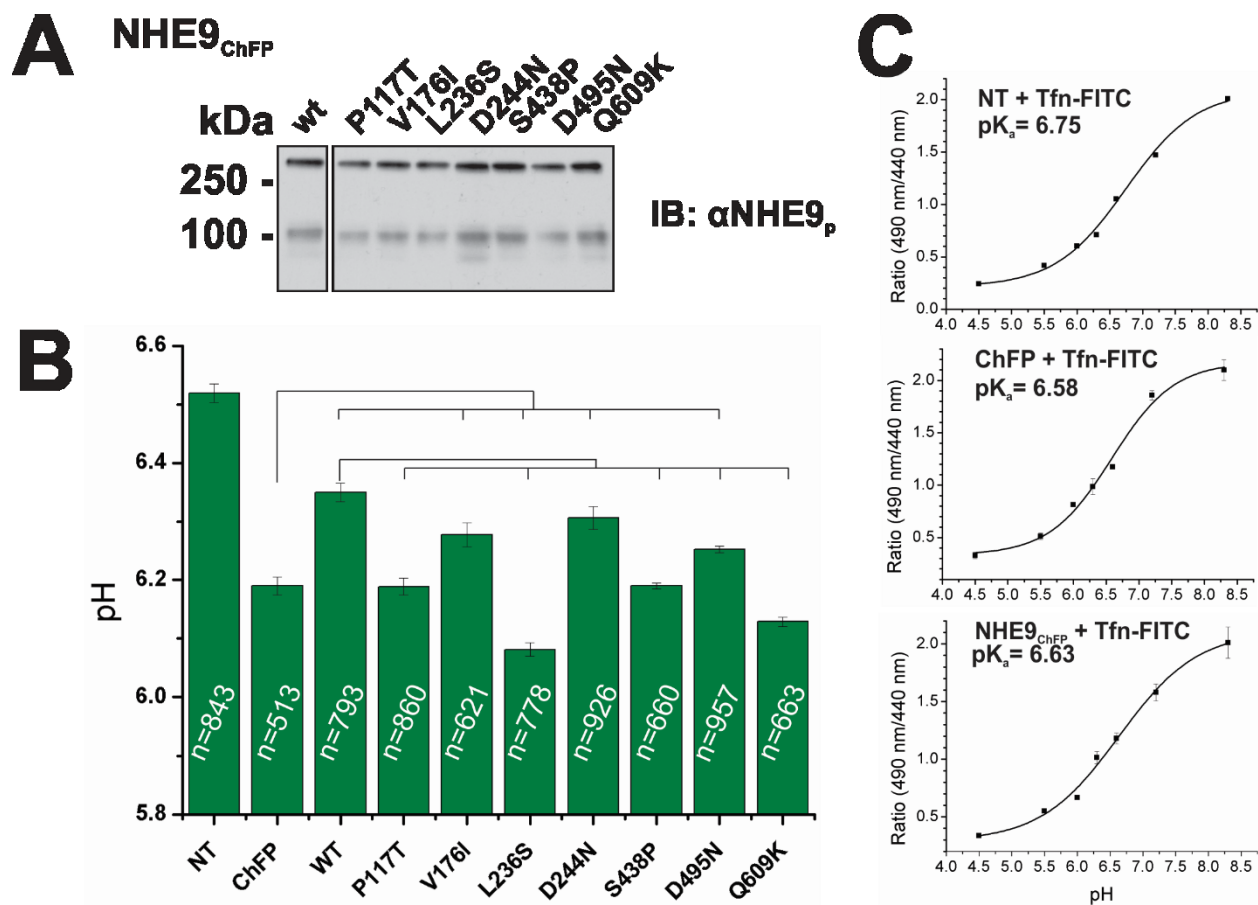 A
NHE9ChFP
kDa
wt
P117T
V176I
L236S
D244N
S438P
D495N
Q609K
250 -
100 -
IB: αNHE9p
B
pH
6.6
6.4
6.2
6.0
5.8
n=843
n=513
n=793
n=860
n=621
n=778
n=926
n=660
n=957
n=663
NT
ChFP
WT
P117T
V176I
L236S
D244N
S438P
D495N
Q609K
C
NT + Tfn-FITC
pKa= 6.75
Ratio (490 nm/440 nm)
2.0
1.5
1.0
0.5
0.0
4.0 4.5 5.0 5.5 6.0 6.5 7.0 7.5 8.0 8.5
ChFP + Tfn-FITC
pKa= 6.58
Ratio (490 nm/440 nm)
2.0
1.5
1.0
0.5
4.0 4.5 5.0 5.5 6.0 6.5 7.0 7.5 8.0 8.5
NHE9ChFP + Tfn-FITC
pKa= 6.63
Ratio (490 nm/440 nm)
2.0
1.5
1.0
0.5
4.0 4.5 5.0 5.5 6.0 6.5 7.0 7.5 8.0 8.5
pH